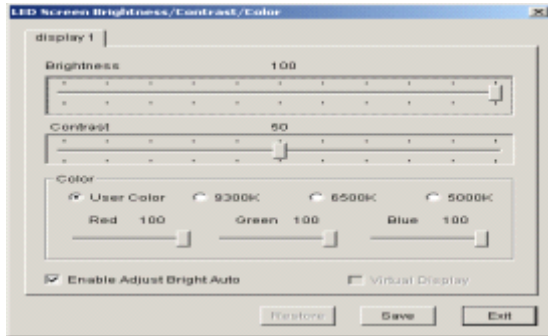 LED Screen Brightness/Contrast/Color
display 1
Brightness 100
Contrast 50
Color
User Color 9300K 6500K 5000K
Red 100 Green 100 Blue 100
Enable Adjust Bright Auto Virtual Display
Restore Save Exit